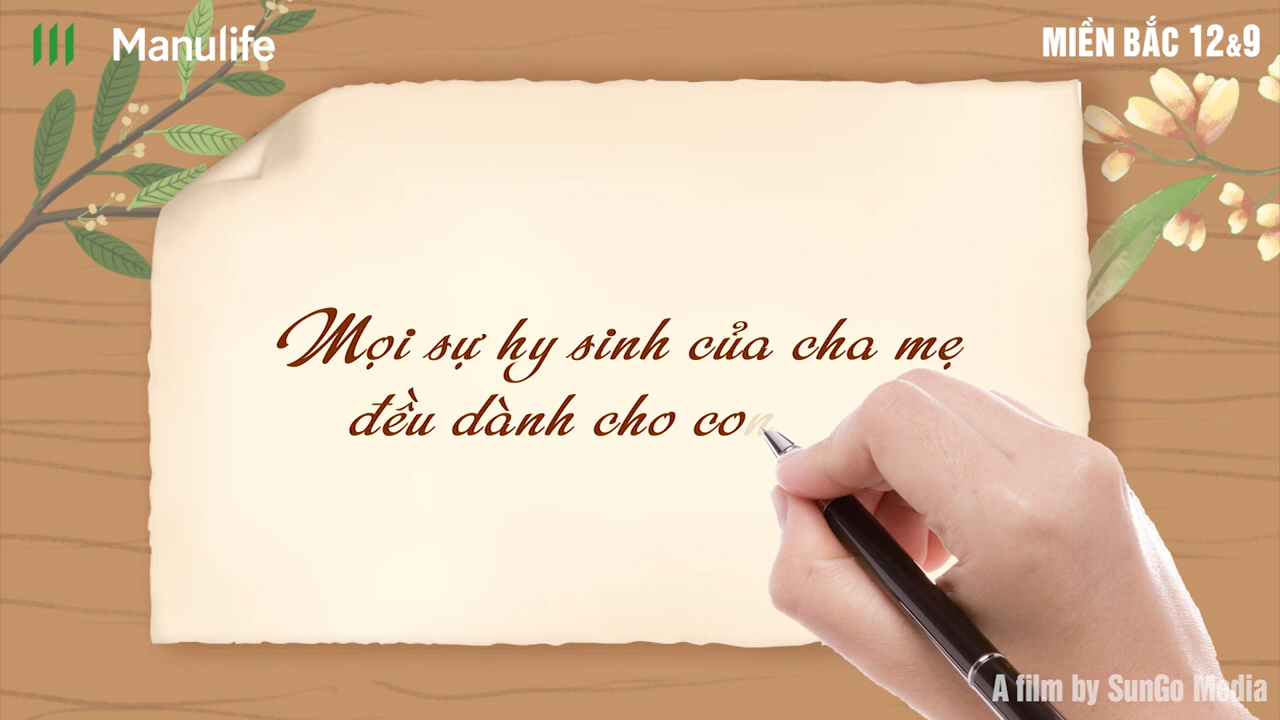 Manulife
MIỀN BẮC 12&9
Mọi sự hy sinh của cha mẹ
đều dành cho con
A film by SunGo Media